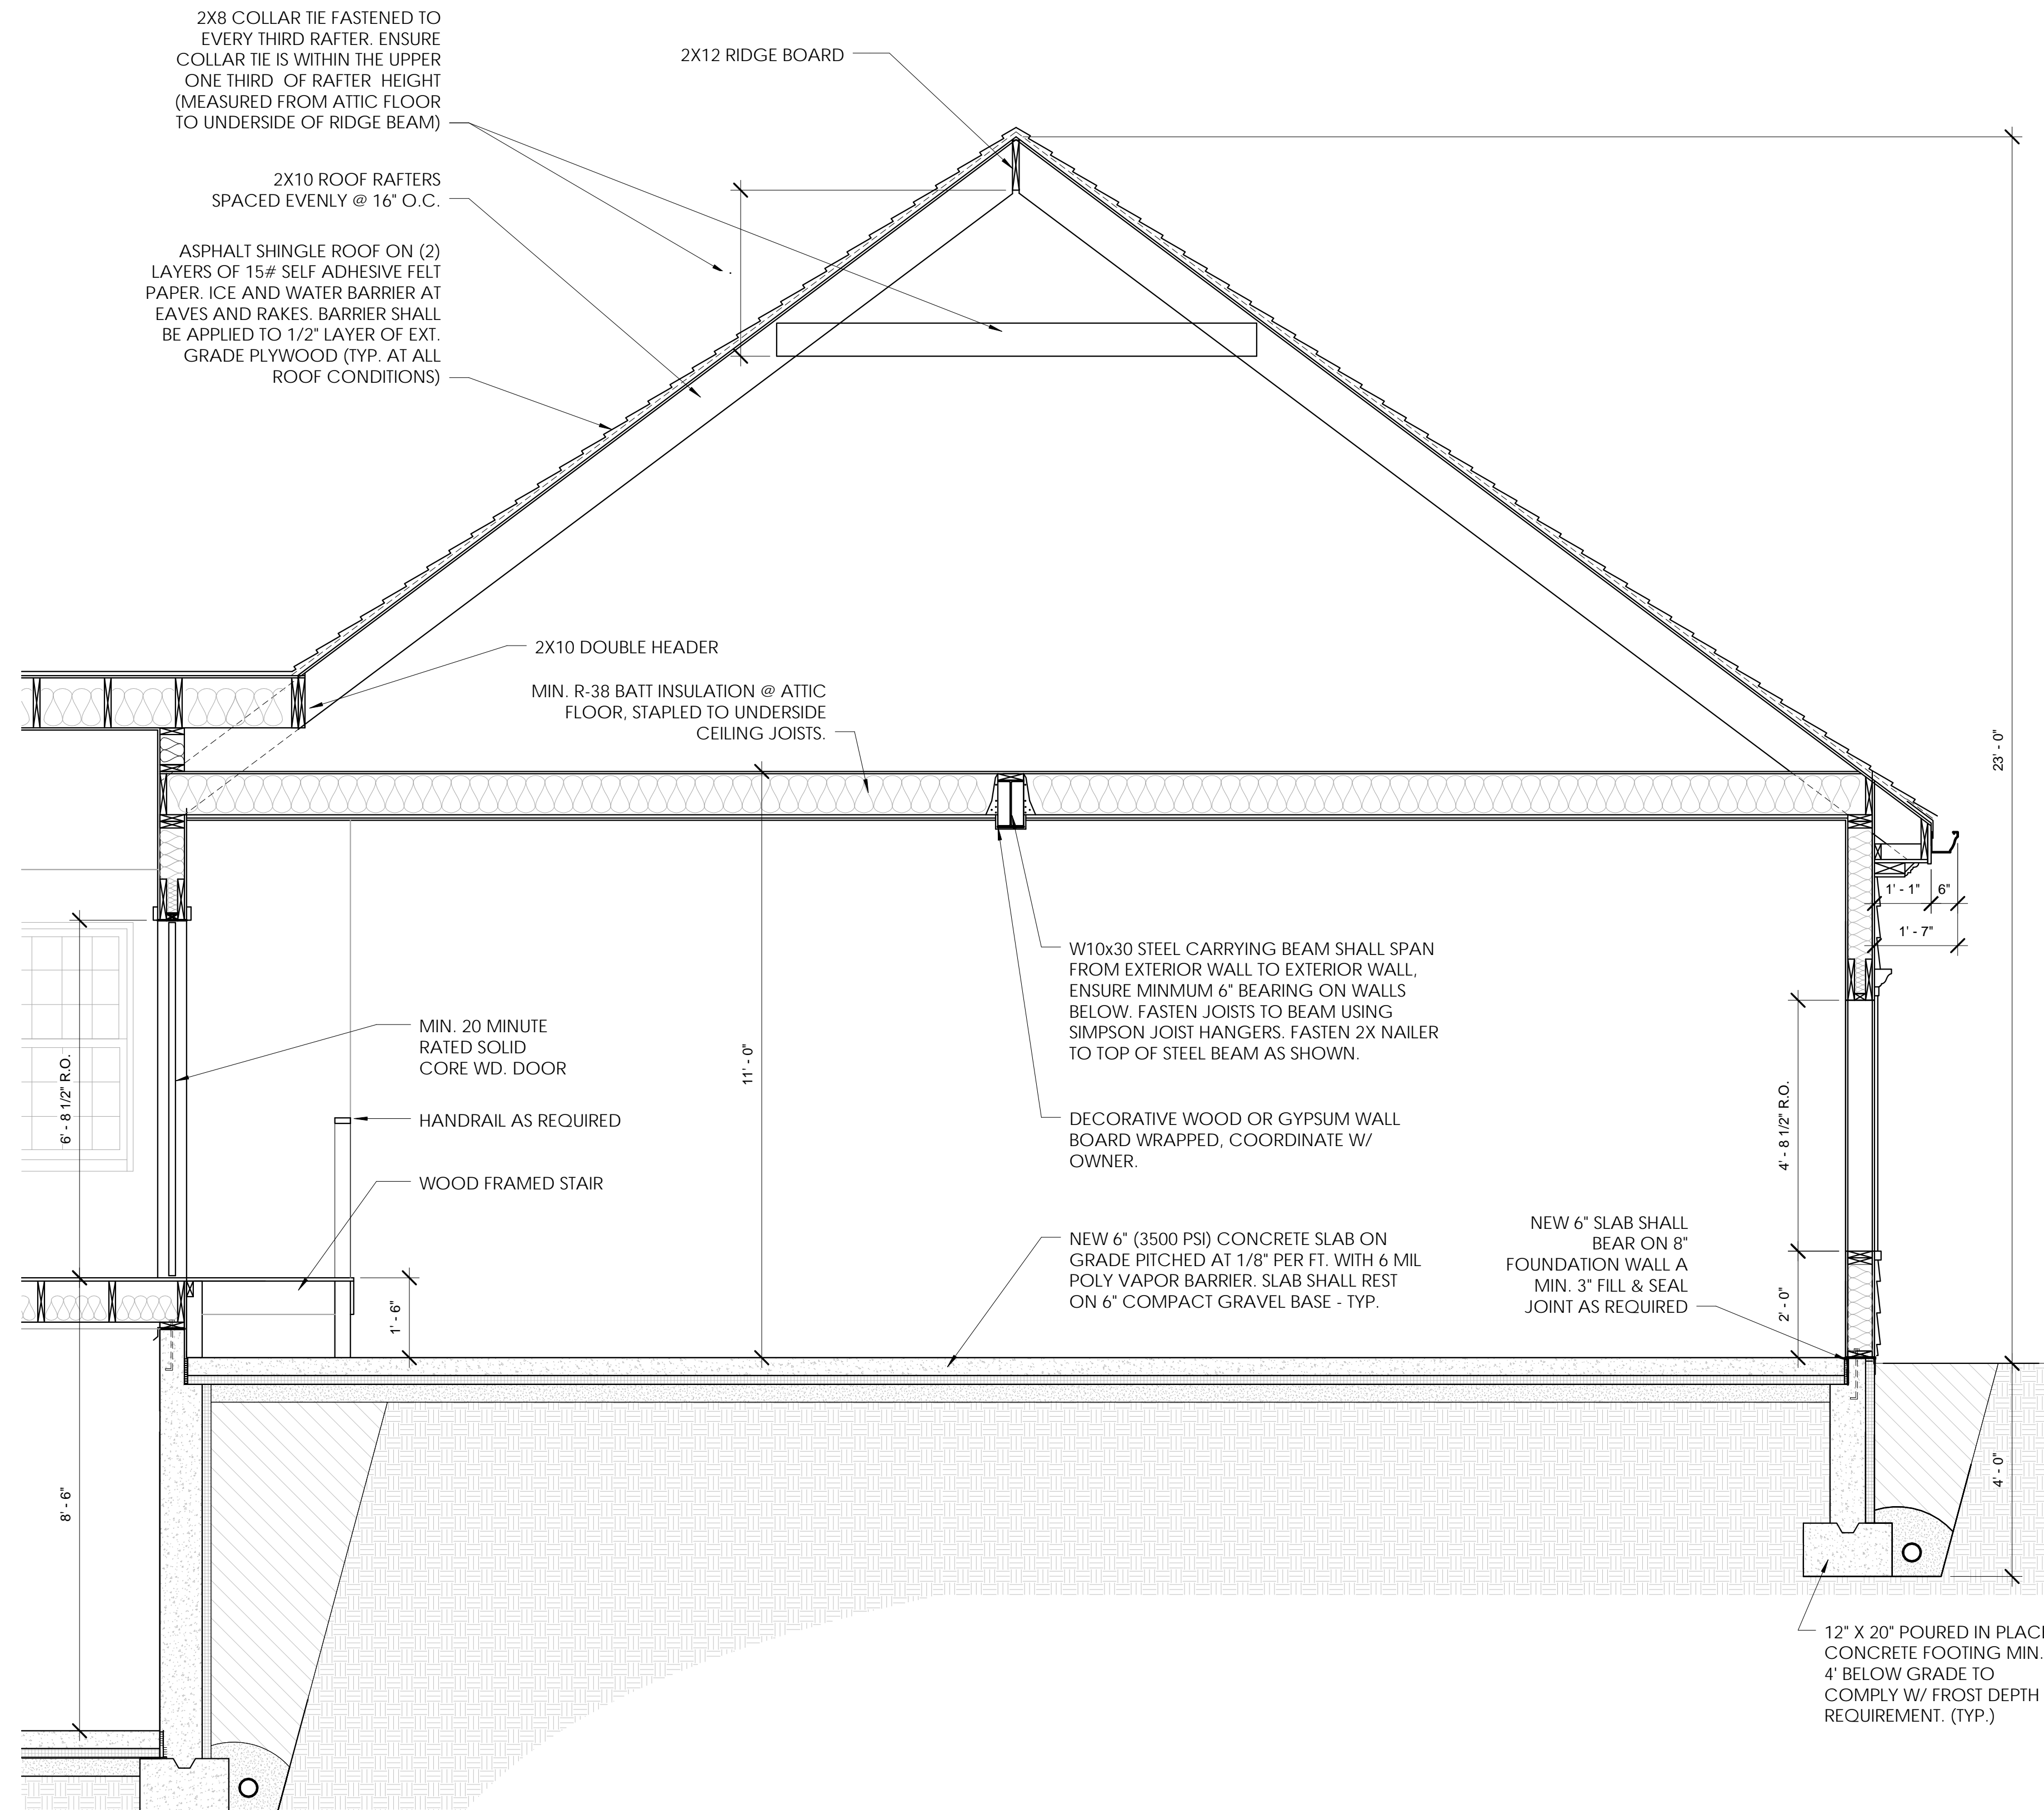 2X8 COLLAR TIE FASTENED TO
EVERY THIRD RAFTER. ENSURE
COLLAR TIE IS WITHIN THE UPPER
ONE THIRD OF RAFTER HEIGHT
(MEASURED FROM ATTIC FLOOR
TO UNDERSIDE OF RIDGE BEAM)
2X12 RIDGE BOARD
2X10 ROOF RAFTERS
SPACED EVENLY @ 16" O.C.
ASPHALT SHINGLE ROOF ON (2)
LAYERS OF 15# SELF ADHESIVE FELT
PAPER. ICE AND WATER BARRIER AT
EAVES AND RAKES. BARRIER SHALL
BE APPLIED TO 1/2" LAYER OF EXT.
GRADE PLYWOOD (TYP. AT ALL
ROOF CONDITIONS)
2X10 DOUBLE HEADER
MIN. R-38 BATT INSULATION @ ATTIC
FLOOR, STAPLED TO UNDERSIDE
CEILING JOISTS.
23' - 0"
1' - 1"
6"
1' - 7"
W10x30 STEEL CARRYING BEAM SHALL SPAN
FROM EXTERIOR WALL TO EXTERIOR WALL,
ENSURE MINMUM 6" BEARING ON WALLS
BELOW. FASTEN JOISTS TO BEAM USING
SIMPSON JOIST HANGERS. FASTEN 2X NAILER
TO TOP OF STEEL BEAM AS SHOWN.
MIN. 20 MINUTE
RATED SOLID
CORE WD. DOOR
6' - 8 1/2" R.O.
11' - 0"
4' - 8 1/2" R.O.
HANDRAIL AS REQUIRED
DECORATIVE WOOD OR GYPSUM WALL
BOARD WRAPPED, COORDINATE W/
OWNER.
WOOD FRAMED STAIR
NEW 6" (3500 PSI) CONCRETE SLAB ON
GRADE PITCHED AT 1/8" PER FT. WITH 6 MIL
POLY VAPOR BARRIER. SLAB SHALL REST
ON 6" COMPACT GRAVEL BASE - TYP.
NEW 6" SLAB SHALL
BEAR ON 8"
FOUNDATION WALL A
MIN. 3" FILL & SEAL
JOINT AS REQUIRED
1' - 6"
2' - 0"
8' - 6"
4' - 0"
12" X 20" POURED IN PLAC
CONCRETE FOOTING MIN.
4' BELOW GRADE TO
COMPLY W/ FROST DEPTH
REQUIREMENT. (TYP.)